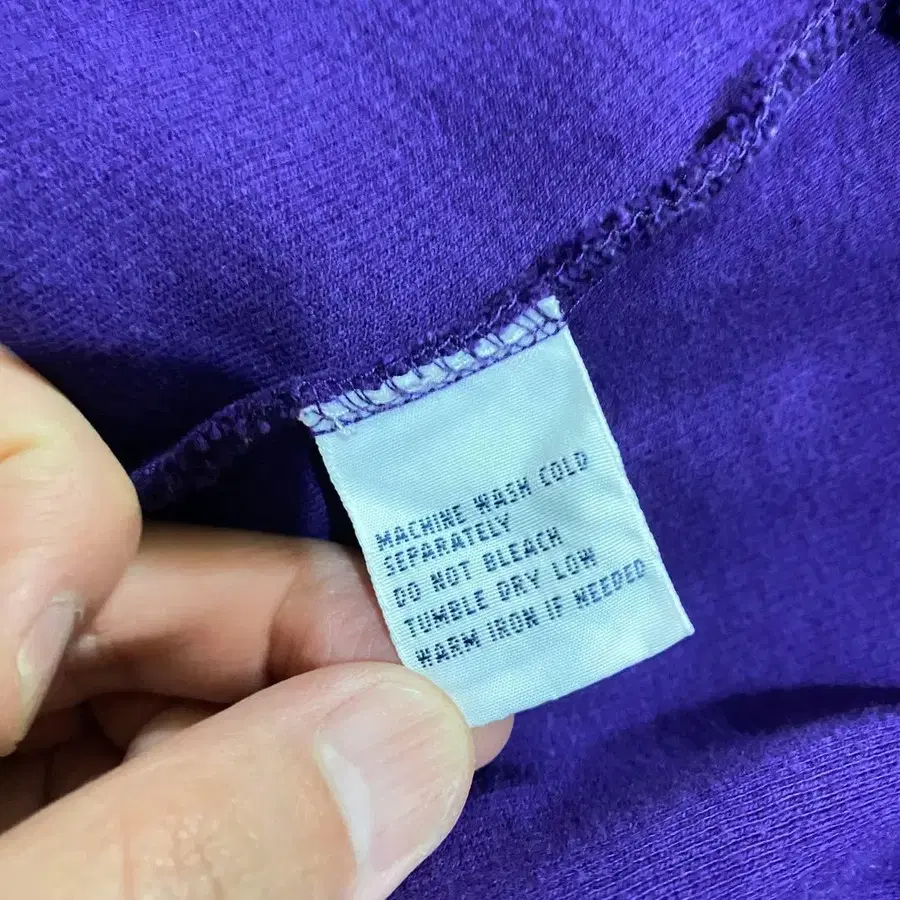 MACHINE WASH COLD
SEPARATELY
DO NOT BLEACH
TUMBLE DRY LOW
WARM IRON IF NEEDED